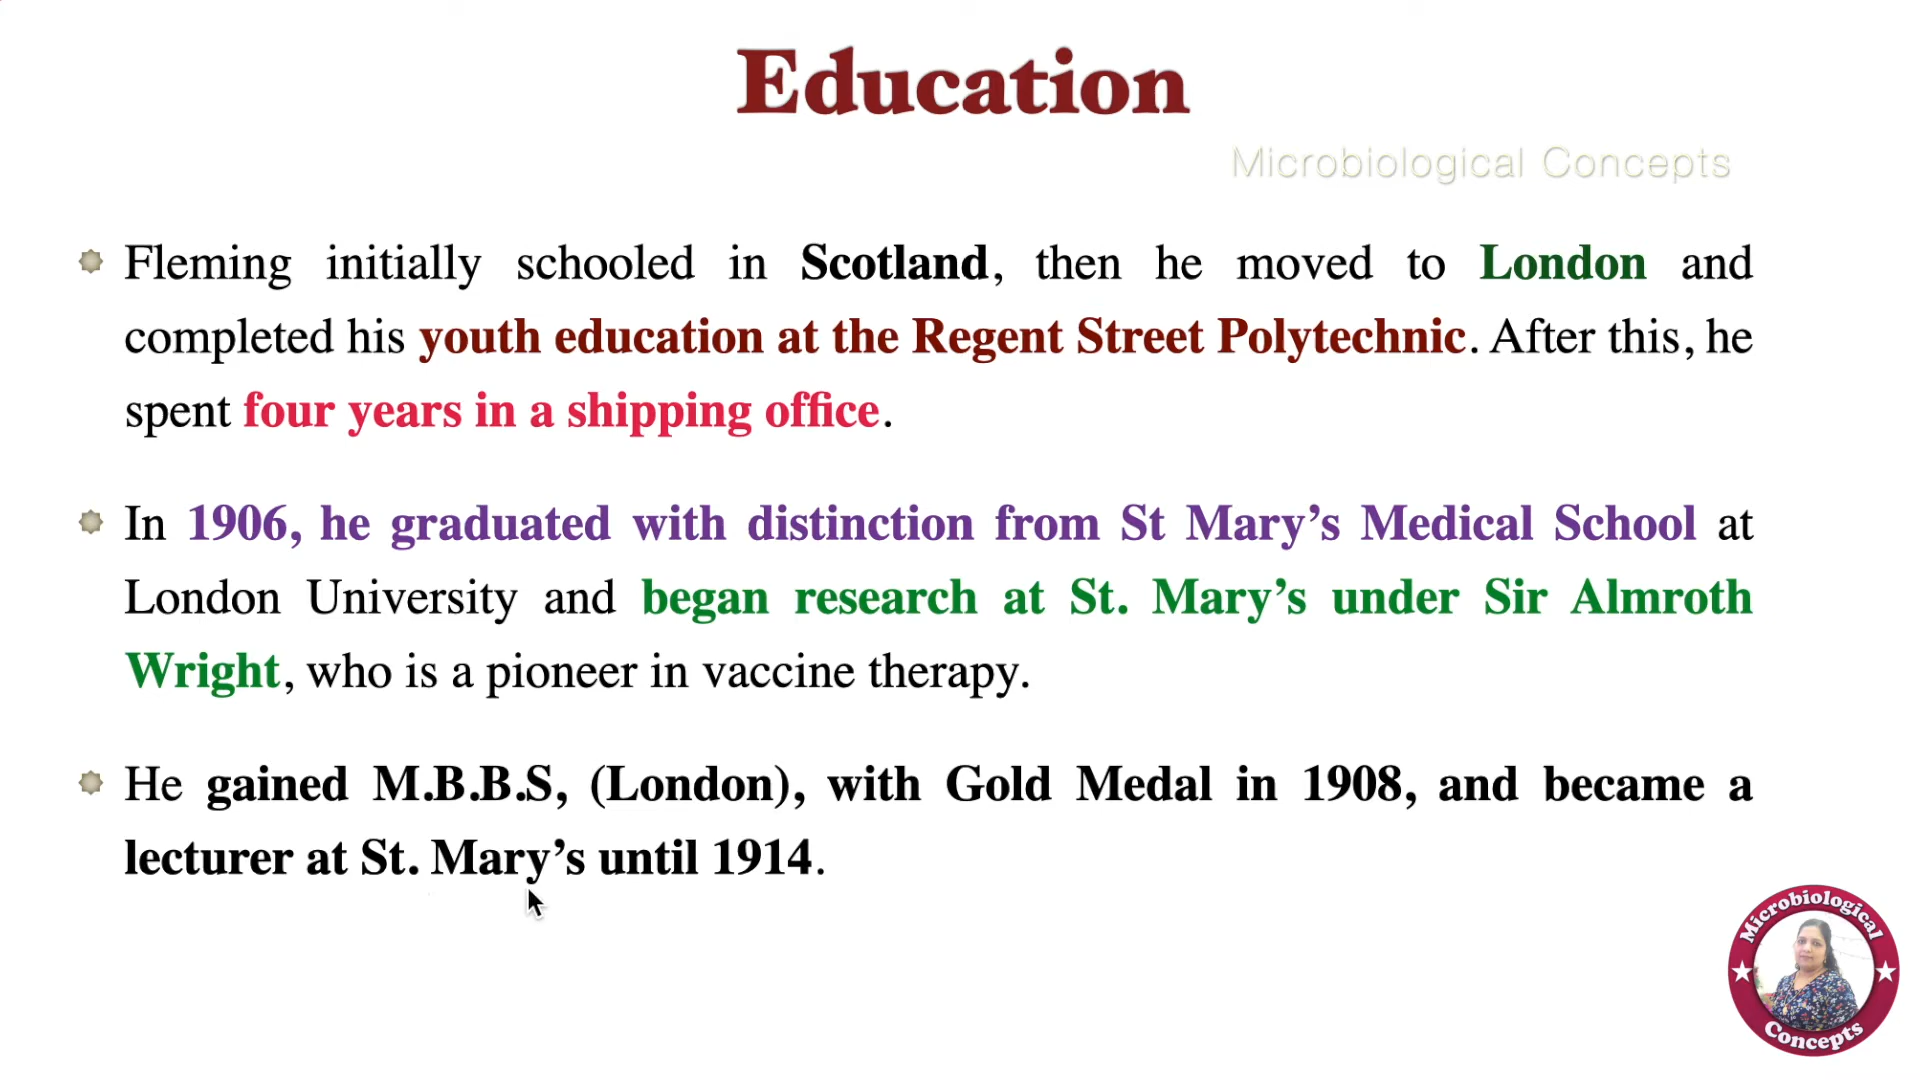 Education
Microbiological Concepts
Fleming initially schooled in Scotland, then he moved to London and
completed his youth education at the Regent Street Polytechnic. After this, he
spent four years in a shipping office.
In 1906, he graduated with distinction from St Mary’s Medical School at
London University and began research at St. Mary’s under Sir Almroth
Wright, who is a pioneer in vaccine therapy.
He gained M.B.B.S, (London), with Gold Medal in 1908, and became a
lecturer at St. Mary’s until 1914.
Microbiological
Concepts